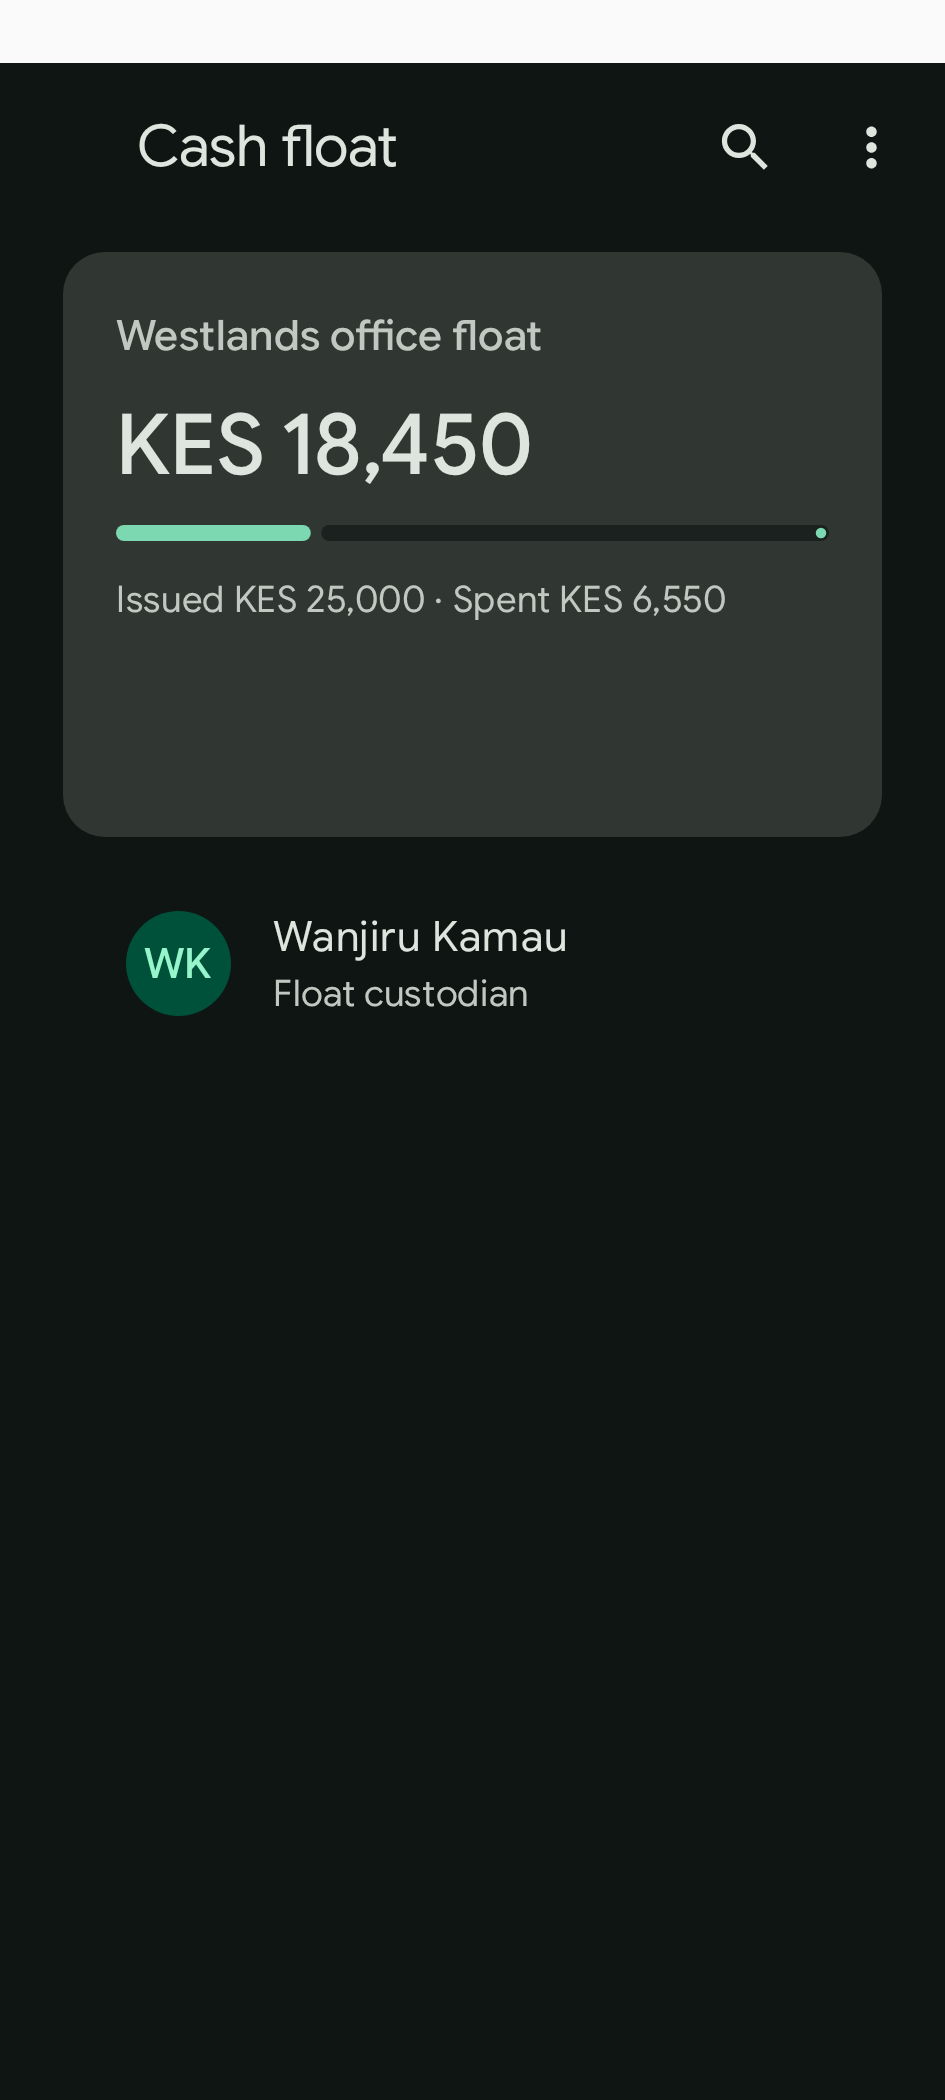 Cash float
Westlands office float
KES 18,450
Issued KES 25,000 · Spent KES 6,550
WK
Wanjiru Kamau
Float custodian